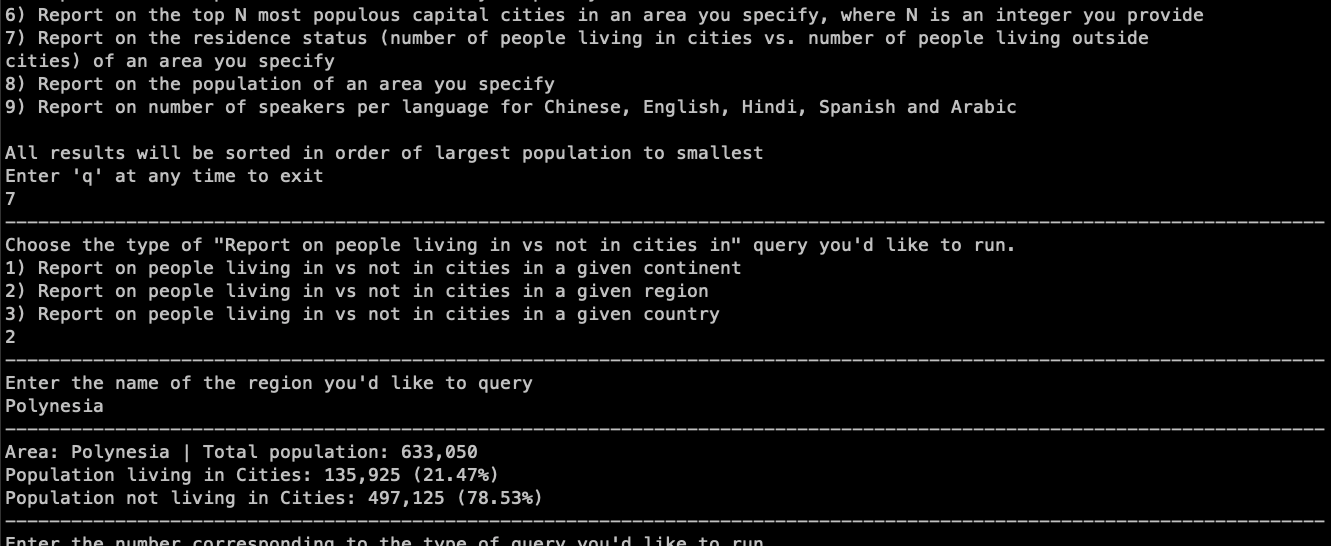 6) Report on the top N most populous capital cities in an area you specify, where N is an integer you provide
7) Report on the residence status (number of people living in cities vs. number of people living outside
cities) of an area you specify
8) Report on the population of an area you specify
9) Report on number of speakers per language for Chinese, English, Hindi, Spanish and Arabic
All results will be sorted in order of largest population to smallest
Enter 'q' at any time to exit
7
Choose the type of "Report on people living in vs not in cities in" query you'd like to run.
1) Report on people living in vs not in cities in a given continent
2) Report on people living in vs not in cities in a given region
3) Report on people living in vs not in cities in a given country
2
Enter the name of the region you'd like to query
Polynesia
Area: Polynesia | Total population: 633,050
Population living in Cities: 135,925 (21.47%)
Population not living in Cities: 497,125 (78.53%)
Enter the number corresponding to the type of query you'd like to run